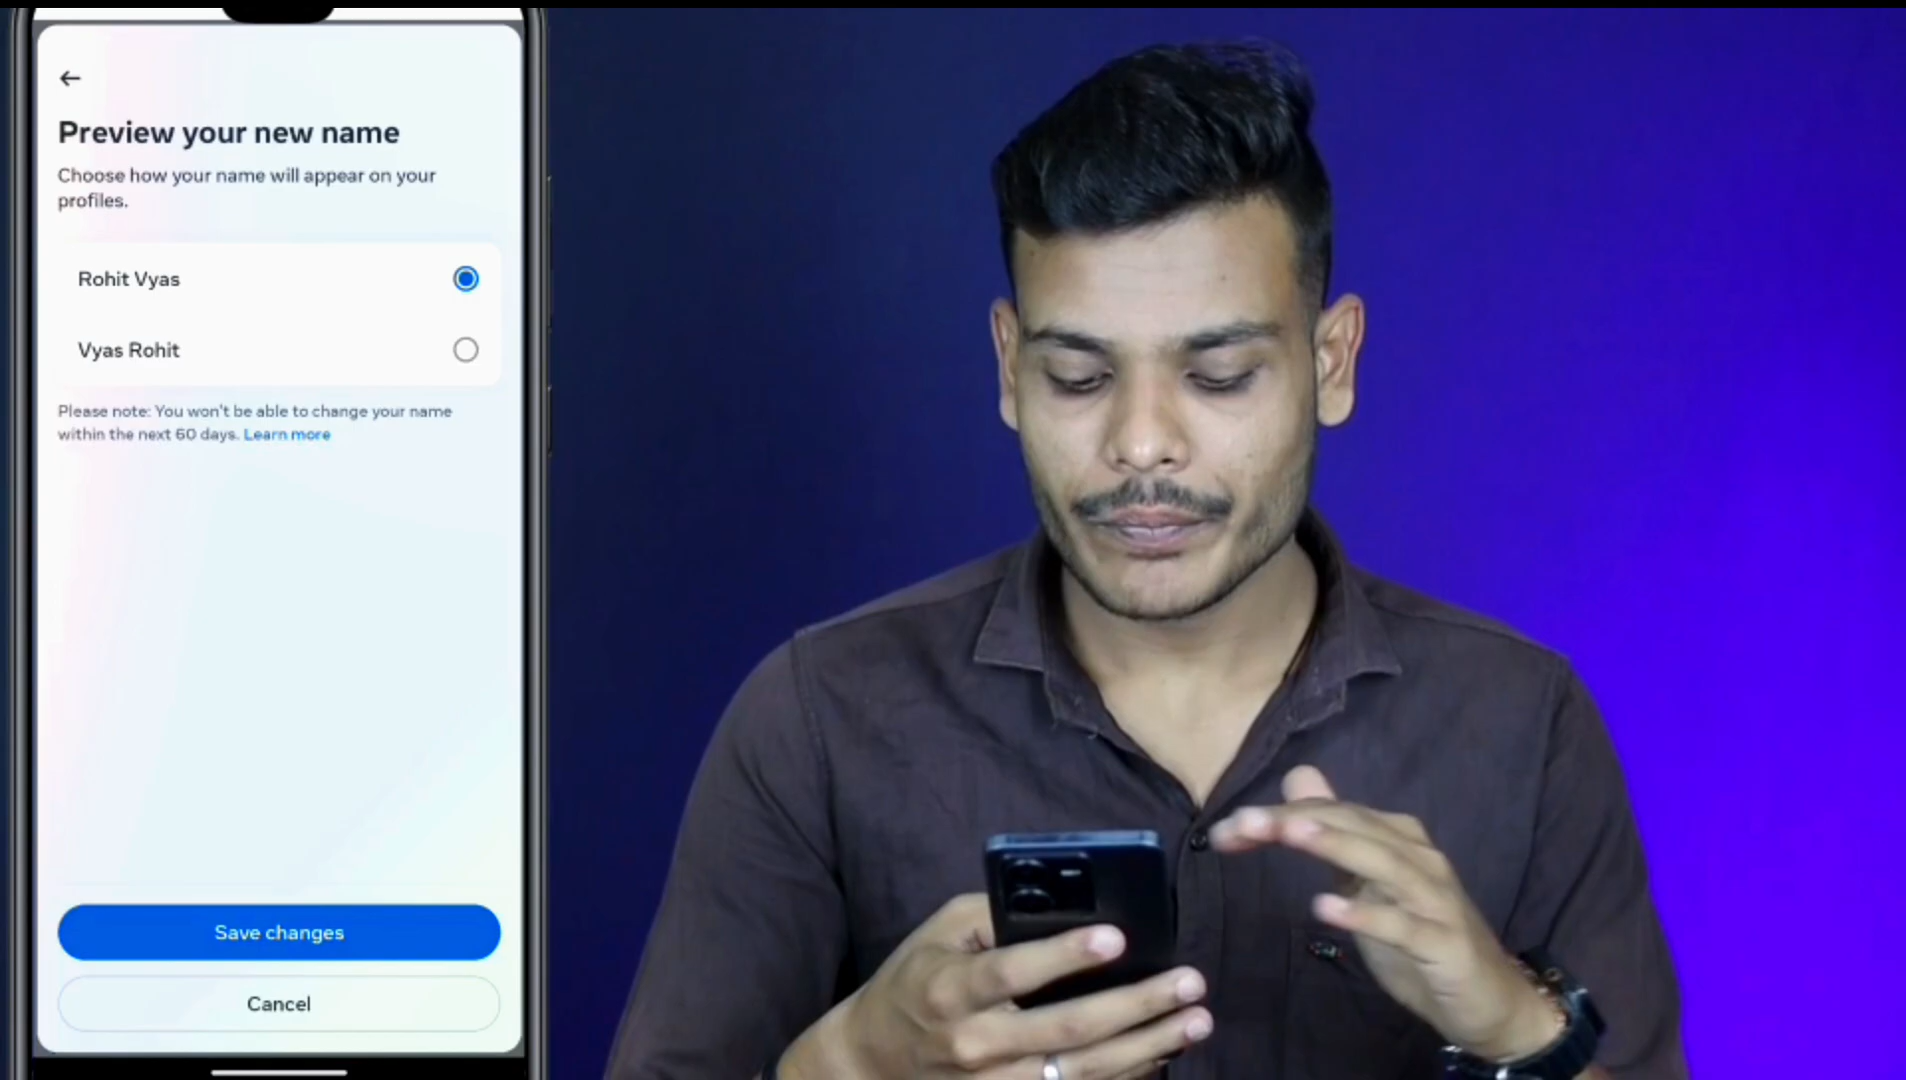 Preview your new name
Choose how your name will appear on your
profiles.
Rohit Vyas
Vyas Rohit
Please note: You won't be able to change your name
within the next 60 days. Learn more
Save changes
Cancel